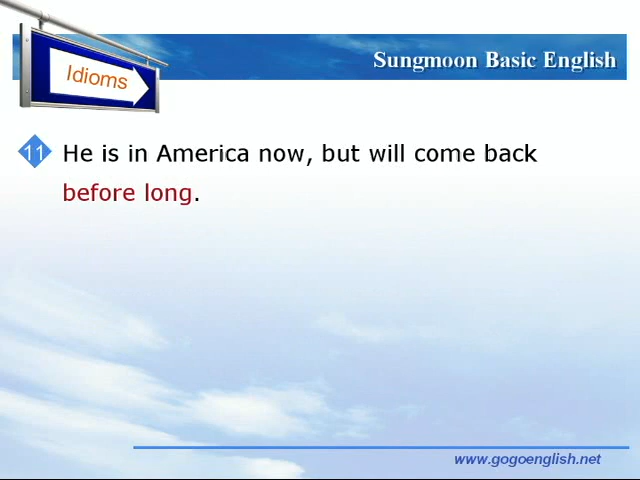 Idioms
Sungmoon Basic English
11 He is in America now, but will come back
before long.
www.gogoenglish.net